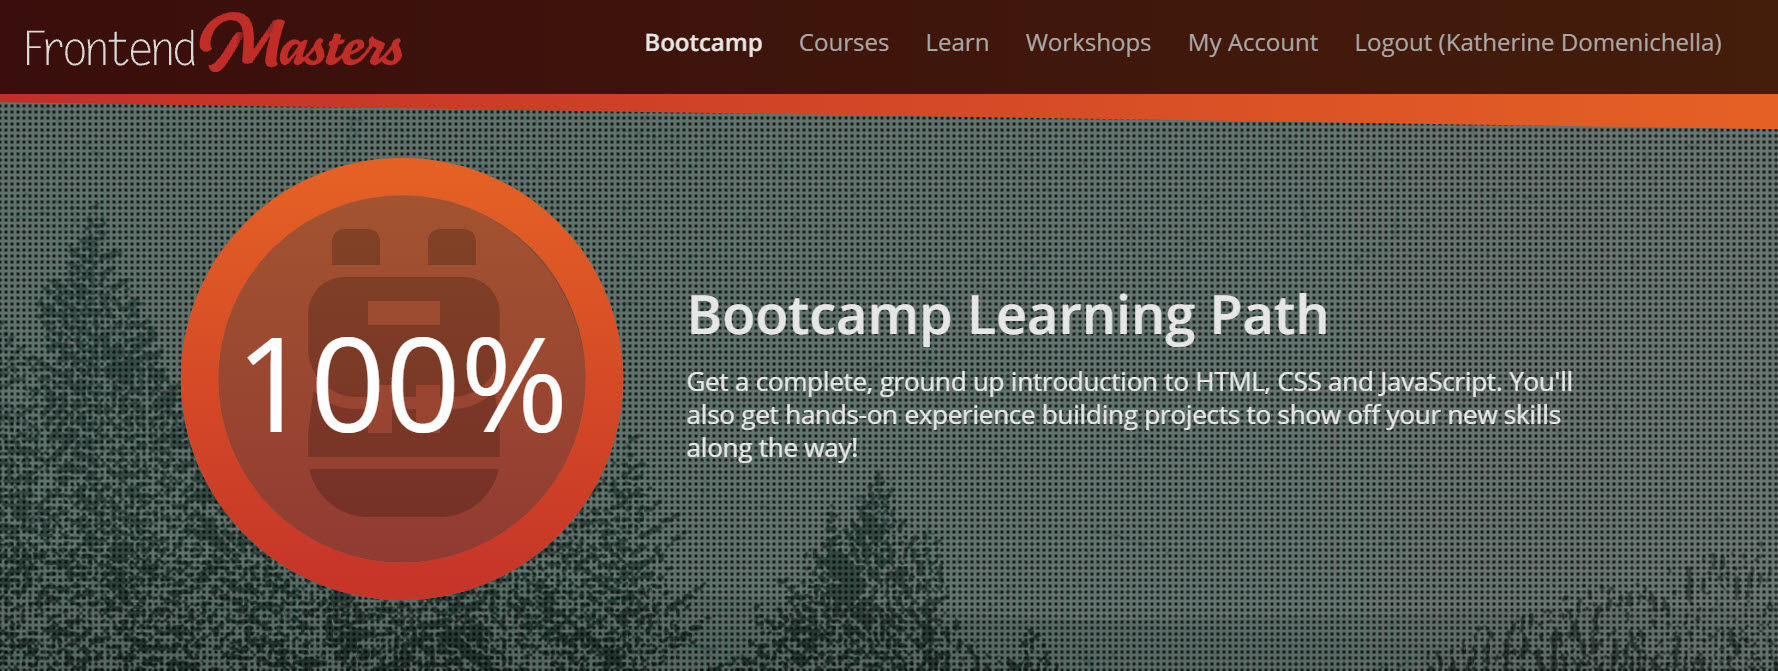 Frontend Masters
Bootcamp Courses Learn Workshops My Account Logout (Katherine Domenichella)
100%
Bootcamp Learning Path
Get a complete, ground up introduction to HTML, CSS and JavaScript. You'll
also get hands-on experience building projects to show off your new skills
along the way!